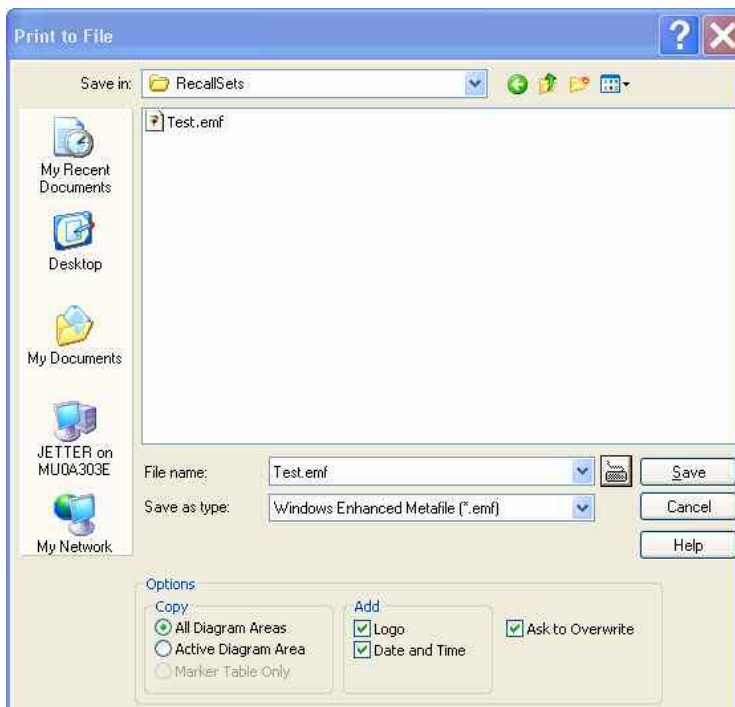 Print to File
Save in: RecallSets
Test.emf
My Recent
Documents
Desktop
My Documents
JETTER on
MU0A303E
My Network
File name: Test.emf Save
Save as type: Windows Enhanced Metafile (*.emf) Cancel
Help
Options
Copy
All Diagram Areas
Active Diagram Area
Marker Table Only
Add
Logo
Date and Time
Ask to Overwrite